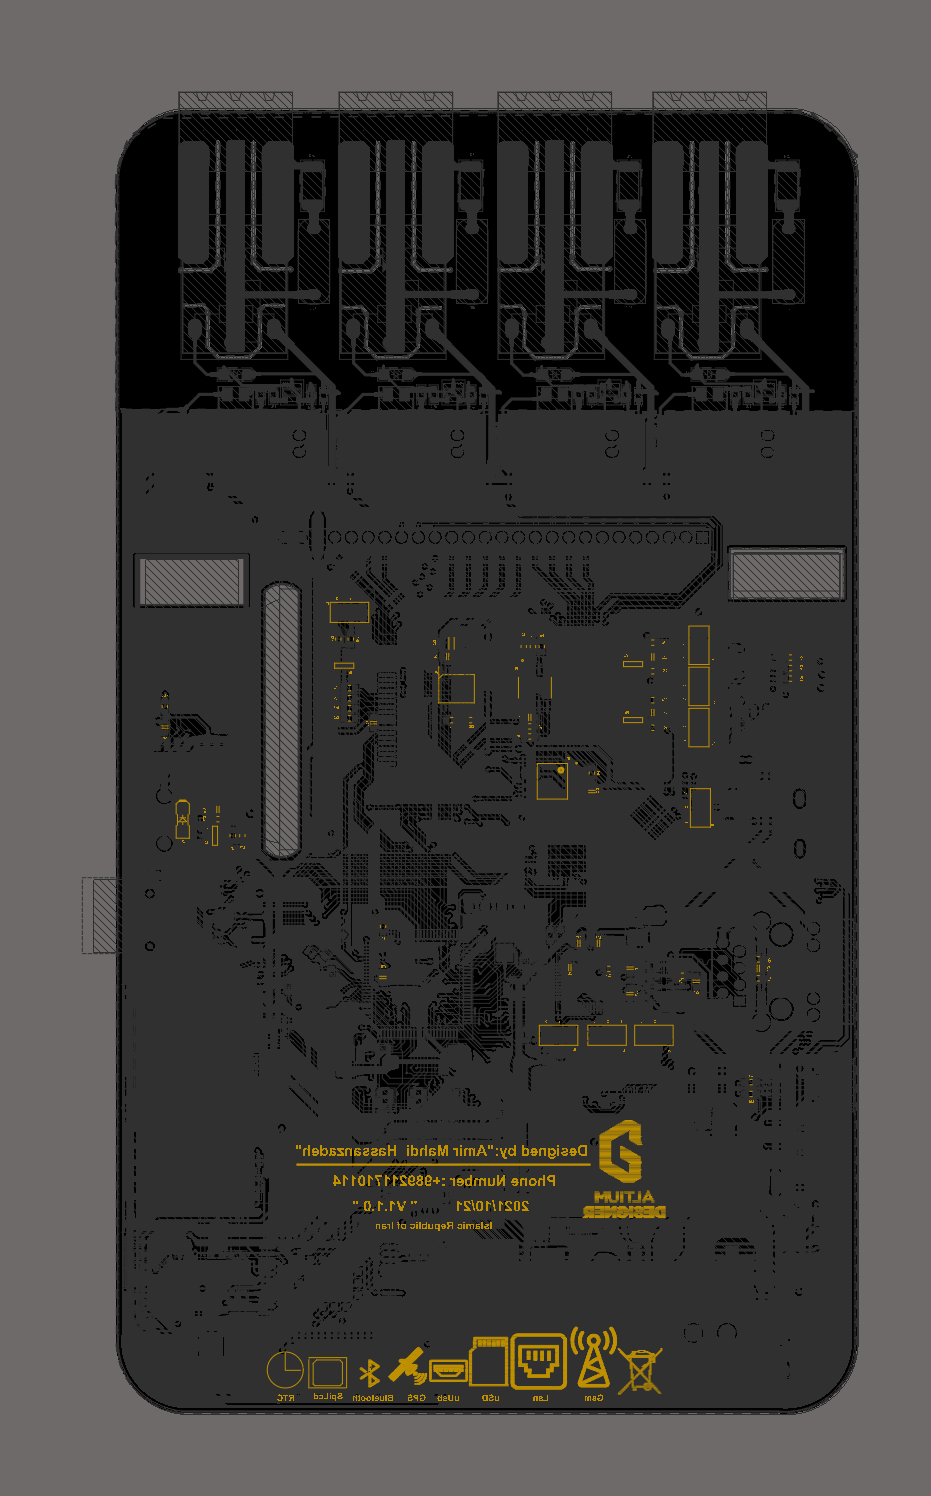 Designed by:"Amir Mahdi Hassanzadeh"
Phone Number :+989211710114
2021/10/21 " V1.1.0 "
Islamic Republic of Iran
ALTIUM
DESIGNER
RTC
SpiLcd
Bluetooth
GPS
uUsb
uSD
Lan
Gsm